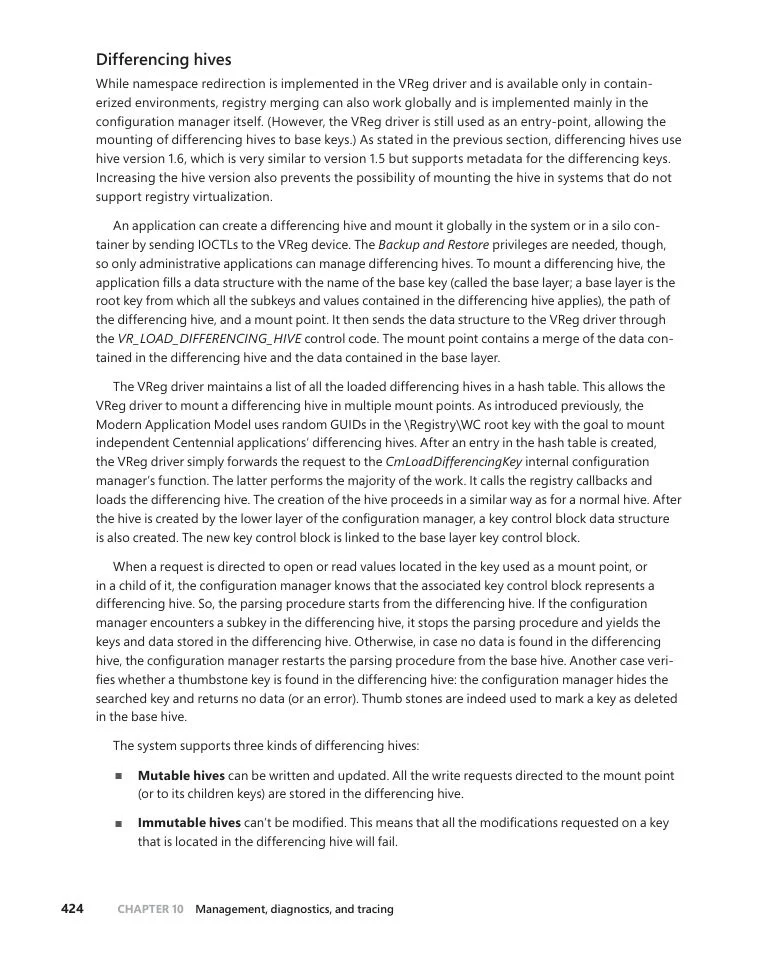 Differencing hives
While namespace redirection is implemented in the VReg driver and is available only in contain-
erized environments, registry merging can also work globally and is implemented mainly in the
configuration manager itself. (However, the VReg driver is still used as an entry-point, allowing the
mounting of differencing hives to base keys.) As stated in the previous section, differencing hives use
hive version 1.6, which is very similar to version 1.5 but supports metadata for the differencing keys.
Increasing the hive version also prevents the possibility of mounting the hive in systems that do not
support registry virtualization.
An application can create a differencing hive and mount it globally in the system or in a silo con-
tainer by sending IOCTLs to the VReg device. The Backup and Restore privileges are needed, though,
so only administrative applications can manage differencing hives. To mount a differencing hive, the
application fills a data structure with the name of the base key (called the base layer; a base layer is the
root key from which all the subkeys and values contained in the differencing hive applies), the path of
the differencing hive, and a mount point. It then sends the data structure to the VReg driver through
the VR_LOAD_DIFFERENCING_HIVE control code. The mount point contains a merge of the data con-
tained in the differencing hive and the data contained in the base layer.
The VReg driver maintains a list of all the loaded differencing hives in a hash table. This allows the
VReg driver to mount a differencing hive in multiple mount points. As introduced previously, the
Modern Application Model uses random GUIDs in the \Registry\WC root key with the goal to mount
independent Centennial applications' differencing hives. After an entry in the hash table is created,
the VReg driver simply forwards the request to the CmLoadDifferencingKey internal configuration
manager's function. The latter performs the majority of the work. It calls the registry callbacks and
loads the differencing hive. The creation of the hive proceeds in a similar way as for a normal hive. After
the hive is created by the lower layer of the configuration manager, a key control block data structure
is also created. The new key control block is linked to the base layer key control block.
When a request is directed to open or read values located in the key used as a mount point, or
in a child of it, the configuration manager knows that the associated key control block represents a
differencing hive. So, the parsing procedure starts from the differencing hive. If the configuration
manager encounters a subkey in the differencing hive, it stops the parsing procedure and yields the
keys and data stored in the differencing hive. Otherwise, in case no data is found in the differencing
hive, the configuration manager restarts the parsing procedure from the base hive. Another case veri-
fies whether a thumbstone key is found in the differencing hive: the configuration manager hides the
searched key and returns no data (or an error). Thumb stones are indeed used to mark a key as deleted
in the base hive.
The system supports three kinds of differencing hives:
■ Mutable hives can be written and updated. All the write requests directed to the mount point
(or to its children keys) are stored in the differencing hive.
■ Immutable hives can't be modified. This means that all the modifications requested on a key
that is located in the differencing hive will fail.
424 CHAPTER 10 Management, diagnostics, and tracing